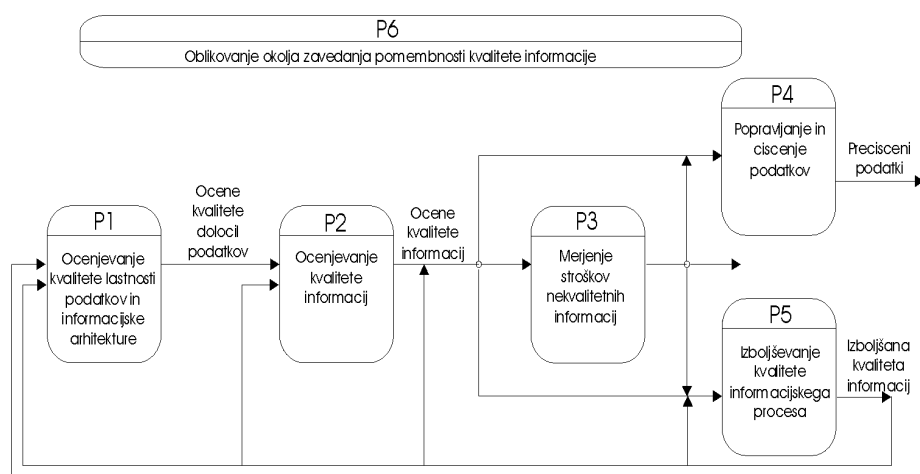 P6
Oblikovanje okolja zavedanja pomembnosti kvalitete informacije
P4
Popravljanje in
ciscenje
podatkov
Precisceni
podatki
Ocene
kvalitete
dolocil
podatkov
Ocene
kvalitete
informacij
P1
Ocenjevanje
kvalitete lastnosti
podatkov in
informacijske
arhitekture
P2
Ocenjevanje
kvalitete
informacij
P3
Merjenje
stroškov
nekvalitetnih
informacij
P5
Izboljševanje
kvalitete
informacijskega
procesa
Izboljšana
kvaliteta
informacij